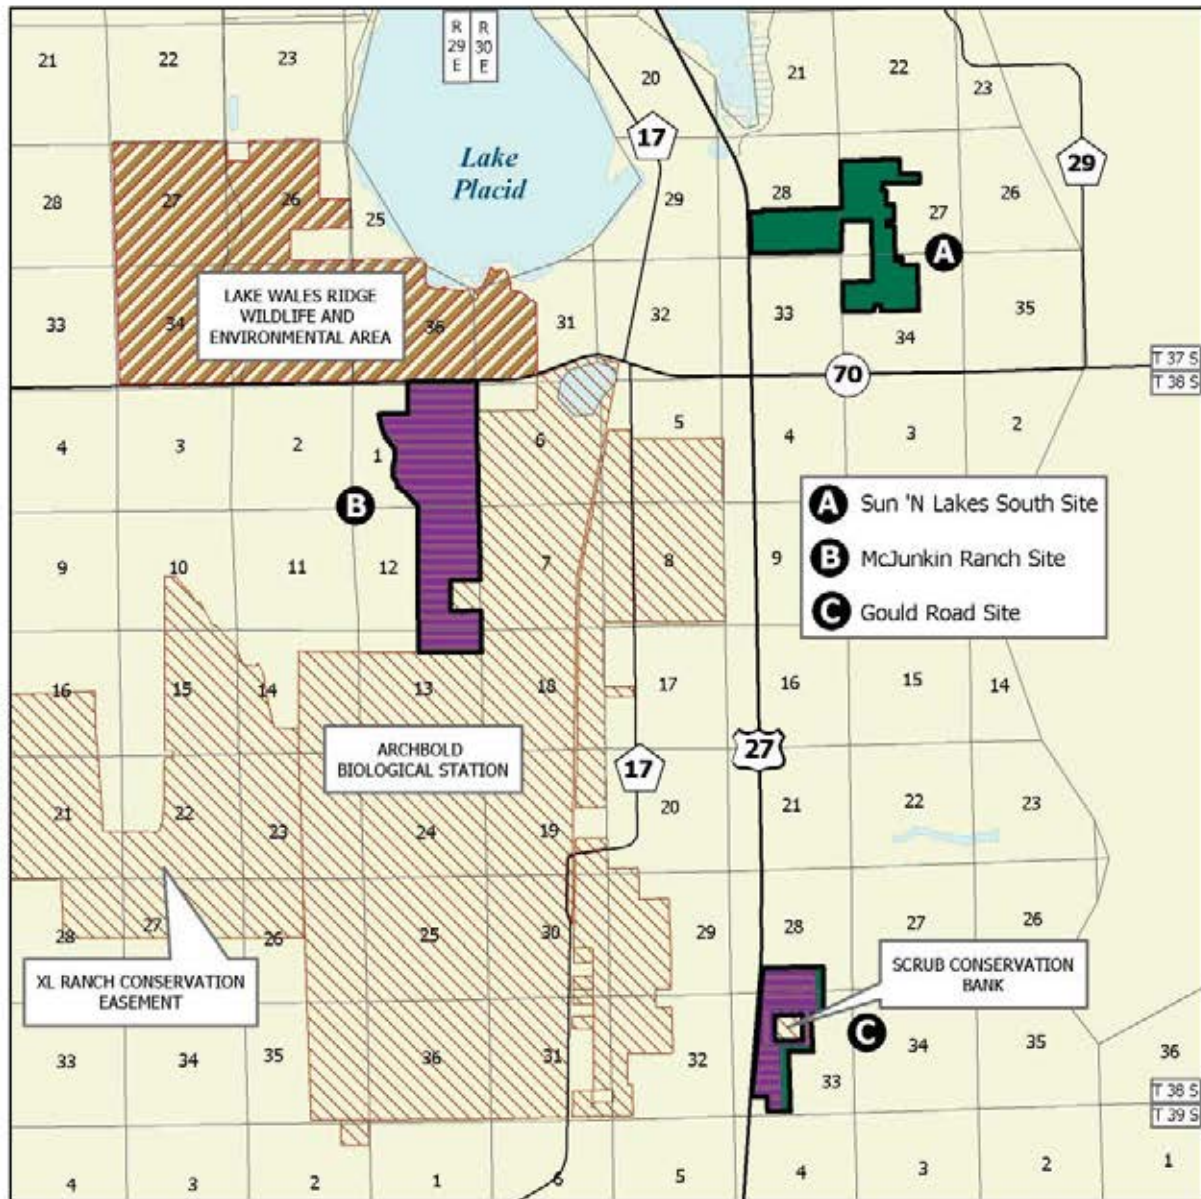 R R
29 30
E E
21 22 23 20 21 22 23
17
29
Lake
Placid
28 27 26 25 29 28 27 26
A
LAKE WALES RIDGE
WILDLIFE AND
ENVIRONMENTAL AREA
33 34 36 31 32 33 34 35
T 37 S
T 38 S
70
4 3 2 1 6 5 4 3 2
B
A Sun 'N Lakes South Site
B McJunkin Ranch Site
C Gould Road Site
9 10 11 12 7 8 9
16 15 14 13 18 17 16 15 14
ARCHBOLD
BIOLOGICAL STATION
17
27
21 22 23 24 19 20 21 22 23
28 27 26 25 30 29 28 27 26
XL RANCH CONSERVATION
EASEMENT
SCRUB CONSERVATION
BANK
C
33 34 35 36 31 32 33 34 35 36
T 38 S
T 39 S
4 3 2 1 6 5 4 3 2 1